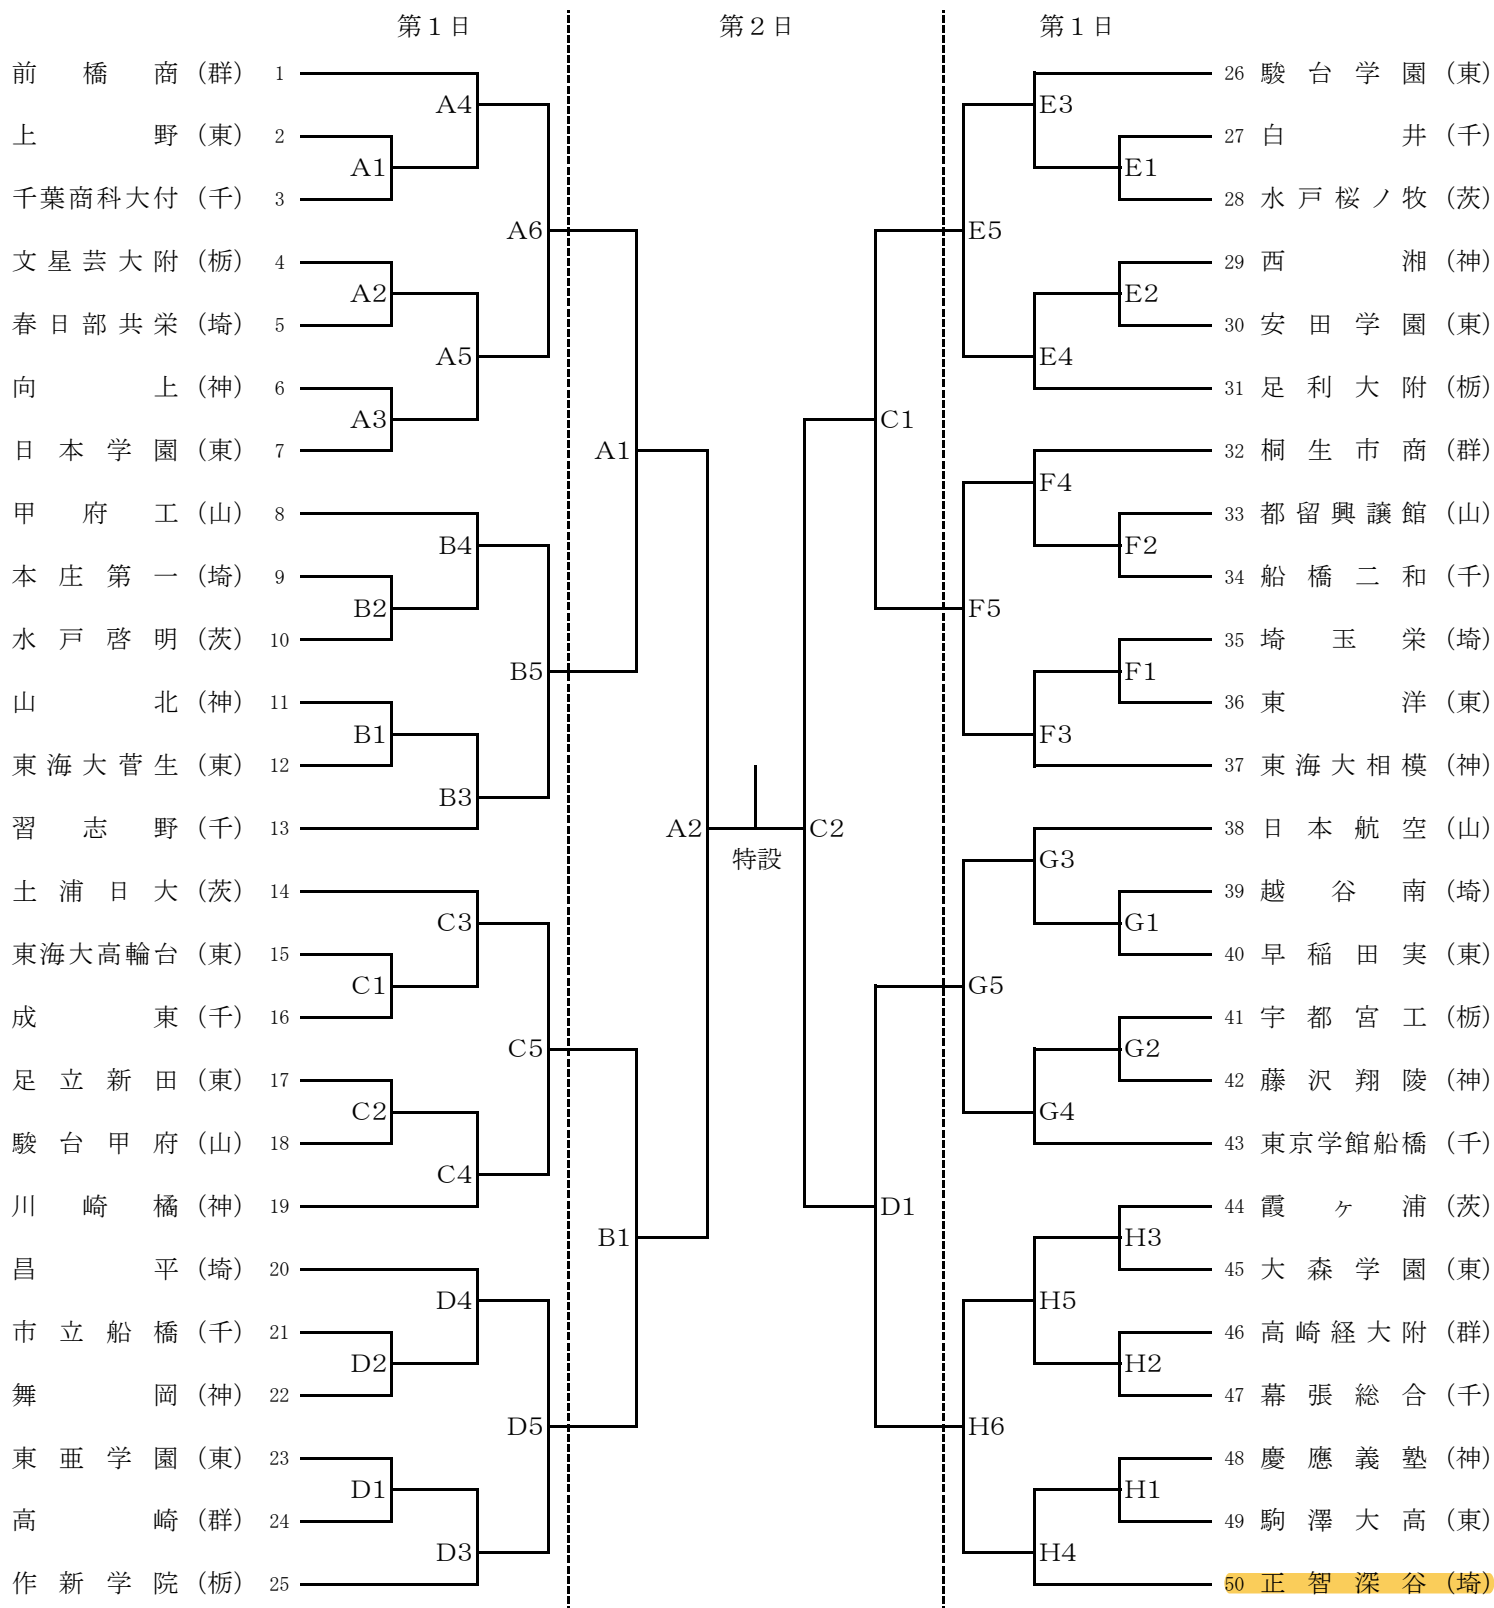 第１日
第２日
第１日
前橋商（群） 1
上野（東） 2
千葉商科大付（千） 3
文星芸大附（栃） 4
春日部共栄（埼） 5
向上（神） 6
日本学園（東） 7
甲府工（山） 8
本庄第一（埼） 9
水戸啓明（茨） 10
山北（神） 11
東海大菅生（東） 12
習志野（千） 13
土浦日大（茨） 14
東海大高輪台（東） 15
成東（千） 16
足立新田（東） 17
駿台甲府（山） 18
川崎橘（神） 19
昌平（埼） 20
市立船橋（千） 21
舞岡（神） 22
東亜学園（東） 23
高崎（群） 24
作新学院（栃） 25
A4
A1
A6
A2
A5
A3
B4
B2
B5
B1
B3
C3
C1
C5
C2
C4
D4
D2
D5
D1
D3
A1
B1
A2
特設
C2
C1
D1
E3
E1
E5
E2
E4
F4
F2
F5
F1
F3
G3
G1
G5
G2
G4
H3
H5
H2
H6
H1
H4
26 駿台学園（東）
27 白井（千）
28 水戸桜ノ牧（茨）
29 西湘（神）
30 安田学園（東）
31 足利大附（栃）
32 桐生市商（群）
33 都留興譲館（山）
34 船橋二和（千）
35 埼玉栄（埼）
36 東洋（東）
37 東海大相模（神）
38 日本航空（山）
39 越谷南（埼）
40 早稲田実（東）
41 宇都宮工（栃）
42 藤沢翔陵（神）
43 東京学館船橋（千）
44 霞ヶ浦（茨）
45 大森学園（東）
46 高崎経大附（群）
47 幕張総合（千）
48 慶應義塾（神）
49 駒澤大高（東）
50 正智深谷（埼）